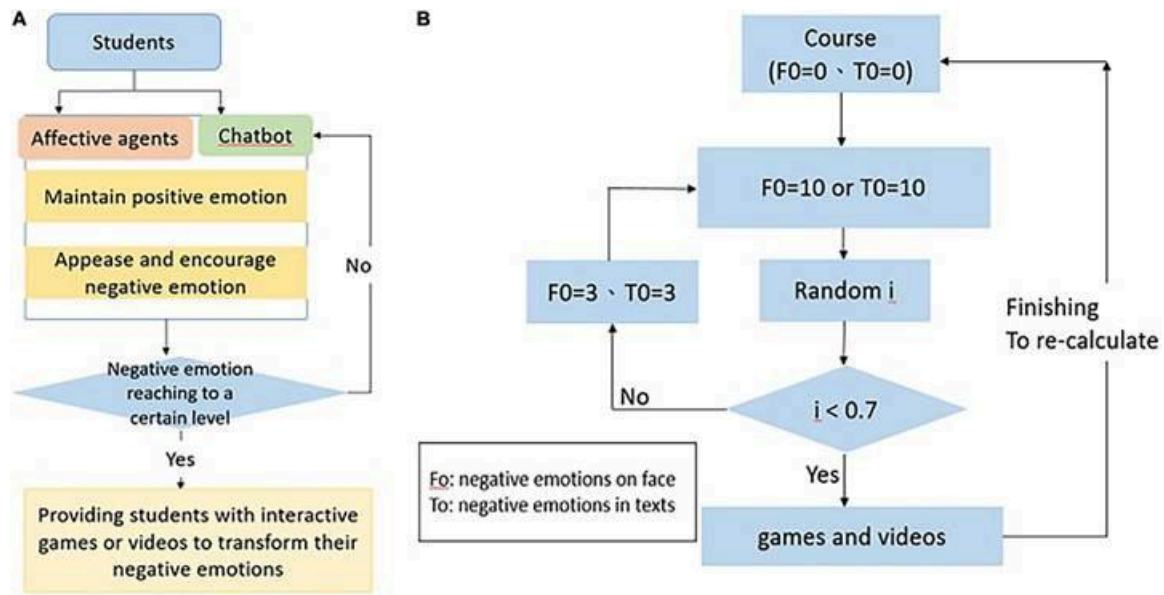 A
Students
Affective agents
Chatbot
Maintain positive emotion
Appease and encourage
negative emotion
No
Negative emotion
reaching to a
certain level
Yes
Providing students with interactive
games or videos to transform their
negative emotions
B
Course
(F0=0、T0=0)
F0=10 or T0=10
F0=3、T0=3
Random i
Finishing
To re-calculate
No
i < 0.7
Yes
Fo: negative emotions on face
To: negative emotions in texts
games and videos